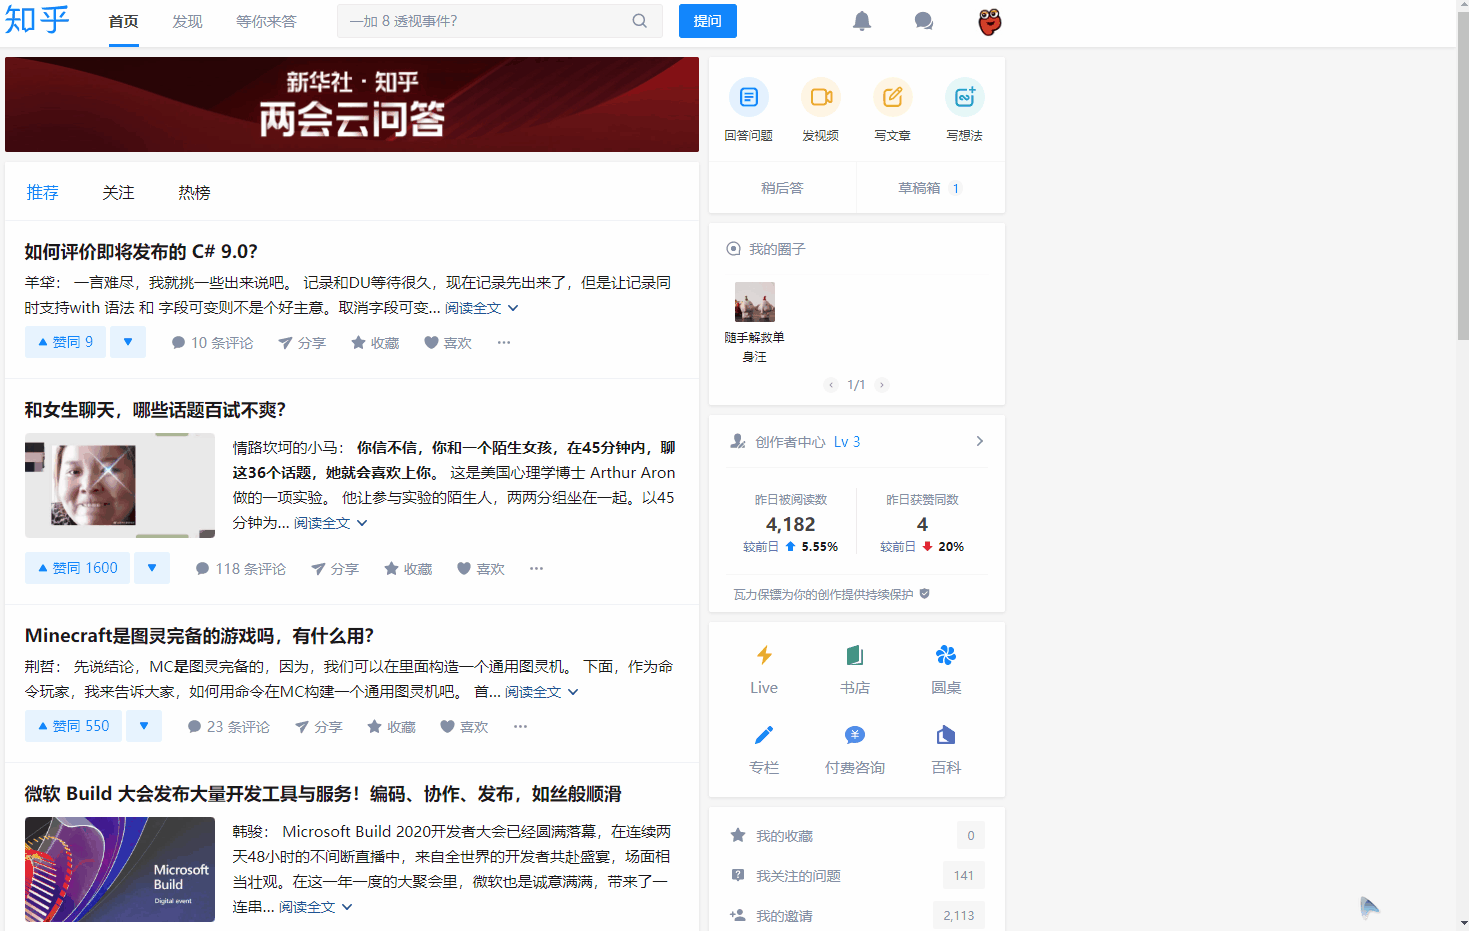 知乎 首页 发现 等你来答 一加 8 透视事件? 提问
新华社 · 知乎
两会云问答
推荐 关注 热榜
如何评价即将发布的 C# 9.0?
羊牮： 一言难尽，我就挑一些出来说吧。 记录和DU等待很久，现在记录先出来了，但是让记录同
时支持with 语法 和 字段可变则不是个好主意。取消字段可变... 阅读全文
赞同 9 10 条评论 分享 收藏 喜欢 ···
和女生聊天，哪些话题百试不爽?
情路坎坷的小马： 你信不信，你和一个陌生女孩，在45分钟内，聊
这36个话题，她就会喜欢上你。 这是美国心理学博士 Arthur Aron
做的一项实验。 他让参与实验的陌生人，两两分组坐在一起。以45
分钟为... 阅读全文
赞同 1600 118 条评论 分享 收藏 喜欢 ···
Minecraft是图灵完备的游戏吗，有什么用?
荆哲： 先说结论，MC是图灵完备的，因为，我们可以在里面构造一个通用图灵机。 下面，作为命
令玩家，我来告诉大家，如何用命令在MC构建一个通用图灵机吧。 首... 阅读全文
赞同 550 23 条评论 分享 收藏 喜欢 ···
微软 Build 大会发布大量开发工具与服务！编码、协作、发布，如丝般顺滑
Microsoft
Build
Digital event
韩骏： Microsoft Build 2020开发者大会已经圆满落幕，在连续两
天48小时的不间断直播中，来自全世界的开发者共赴盛宴，场面相
当壮观。在这一年一度的大聚会里，微软也是诚意满满，带来了一
连串... 阅读全文
回答问题 发视频 写文章 写想法
稍后答 草稿箱 1
我的圈子
随手解救单
身汪
‹ 1/1 ›
创作者中心 Lv 3
昨日被阅读数 昨日获赞同数
4,182 4
较前日 5.55% 较前日 20%
瓦力保镖为你的创作提供持续保护
Live 书店 圆桌
专栏 付费咨询 百科
我的收藏 0
我关注的问题 141
我的邀请 2,113